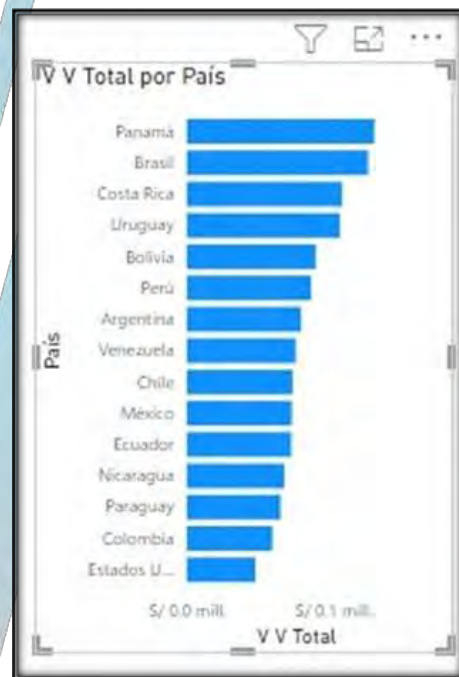 V V Total por País
Panamá
Brasil
Costa Rica
Uruguay
Bolivia
Perú
Argentina
Venezuela
Chile
México
Ecuador
Nicaragua
Paraguay
Colombia
Estados U...
País
S/ 0.0 mill.
S/ 0.1 mill.
V V Total